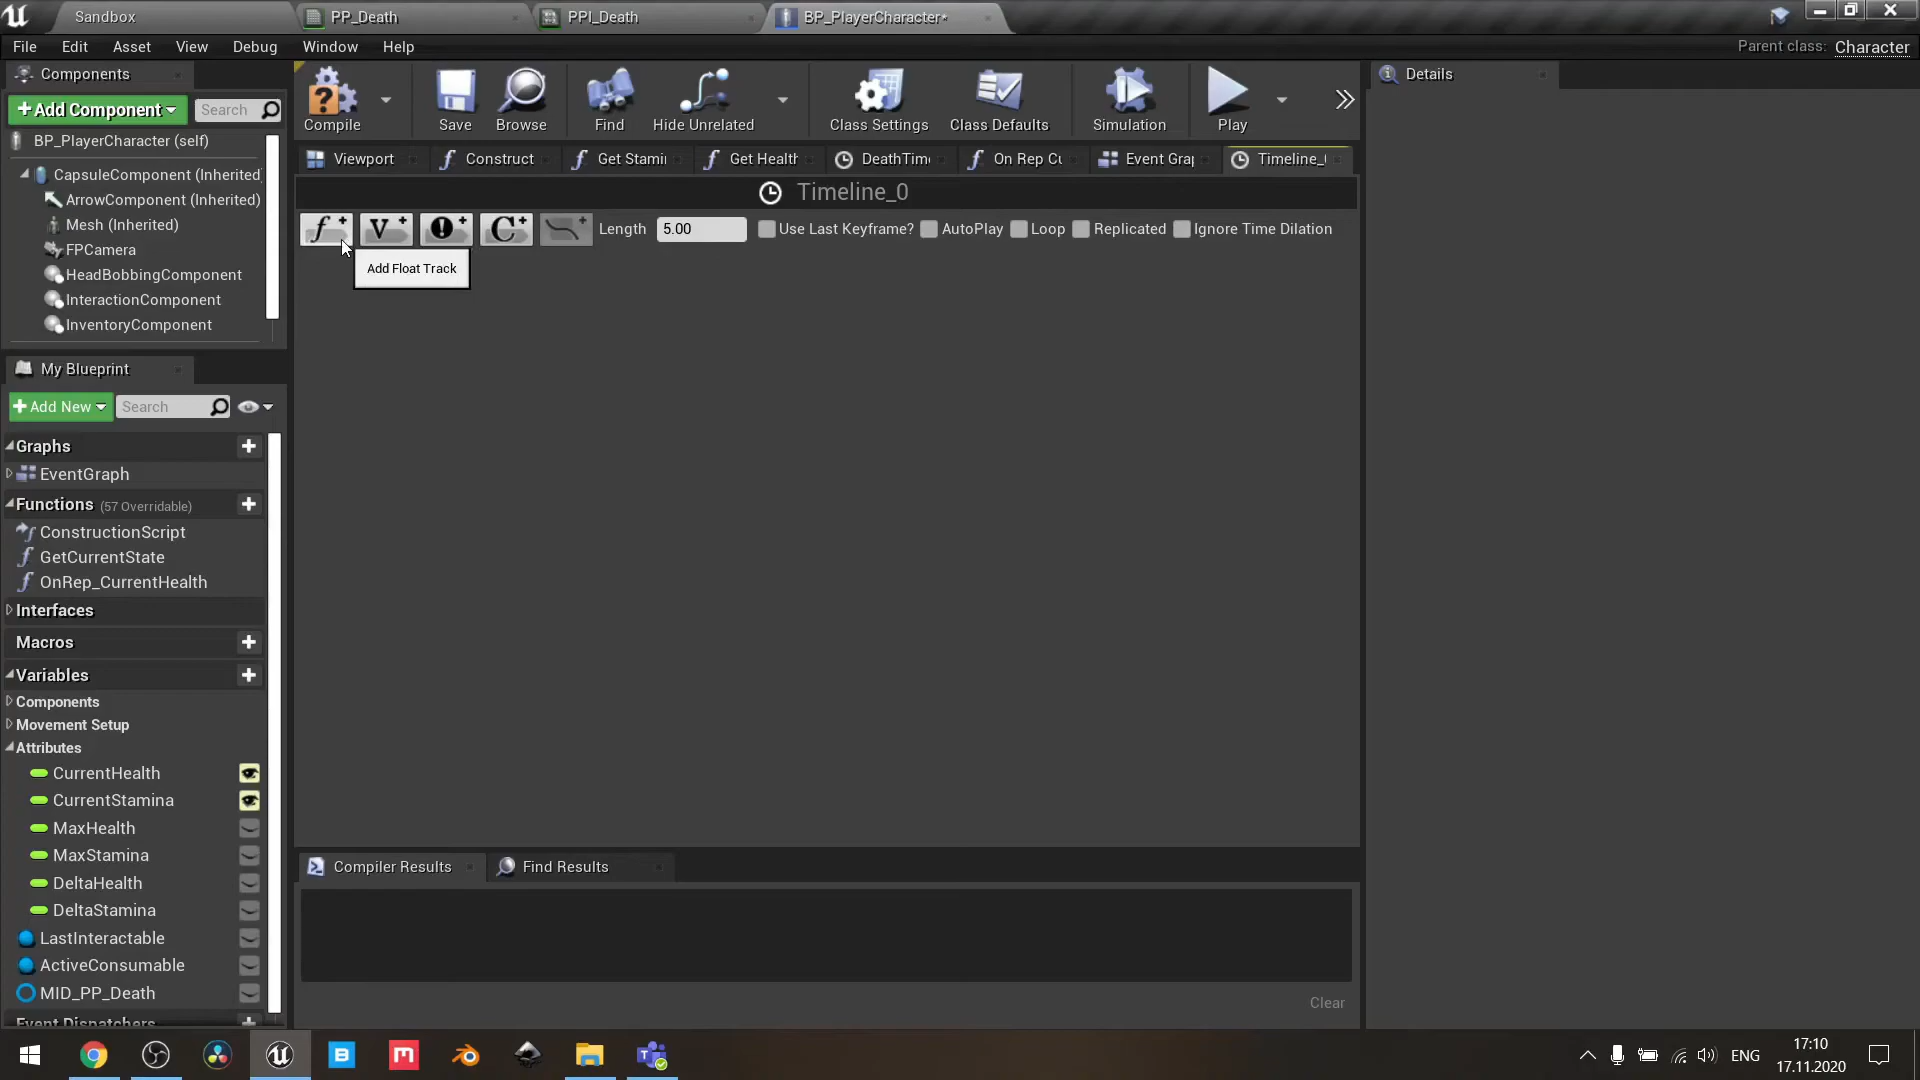 Sandbox
PP_Death
PPI_Death
BP_PlayerCharacter*
File Edit Asset View Debug Window Help
Parent class: Character
Components
Add Component
Search
BP_PlayerCharacter (self)
CapsuleComponent (Inherited)
ArrowComponent (Inherited)
Mesh (Inherited)
FPCamera
HeadBobbingComponent
InteractionComponent
InventoryComponent
Compile
Save
Browse
Find
Hide Unrelated
Class Settings
Class Defaults
Simulation
Play
Details
Viewport
Construct
Get Stami
Get Health
DeathTime
On Rep Cu
Event Grap
Timeline_0
Timeline_0
Length 5.00 Use Last Keyframe? AutoPlay Loop Replicated Ignore Time Dilation
Add Float Track
My Blueprint
Add New
Search
Graphs
EventGraph
Functions (57 Overridable)
ConstructionScript
GetCurrentState
OnRep_CurrentHealth
Interfaces
Macros
Variables
Components
Movement Setup
Attributes
CurrentHealth
CurrentStamina
MaxHealth
MaxStamina
DeltaHealth
DeltaStamina
LastInteractable
ActiveConsumable
MID_PP_Death
Event Dispatchers
Compiler Results
Find Results
Clear
ENG
17:10
17.11.2020